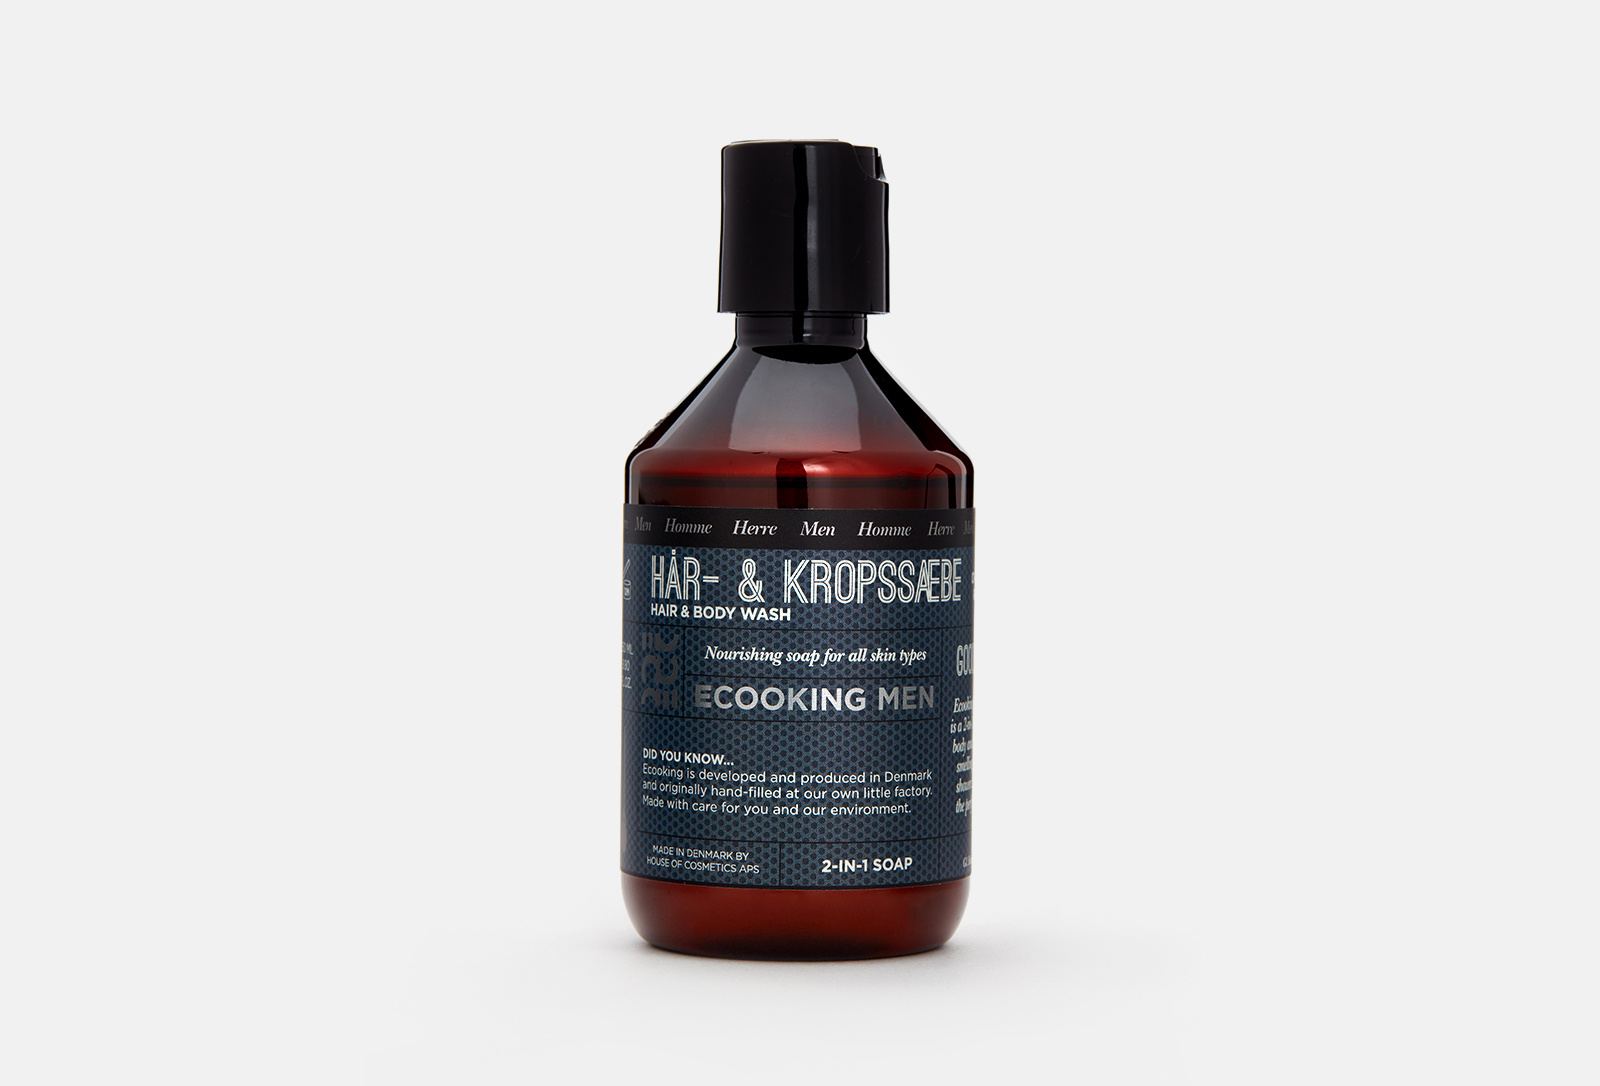 Men Homme Herre Men Homme Herre
HÅR- & KROPSSÆBE
HAIR & BODY WASH
Nourishing soap for all skin types
ECOOKING MEN
DID YOU KNOW...
Ecooking is developed and produced in Denmark
and originally hand-filled at our own little factory.
Made with care for you and our environment.
MADE IN DENMARK BY
HOUSE OF COSMETICS APS
2-IN-1 SOAP
is a
body
the